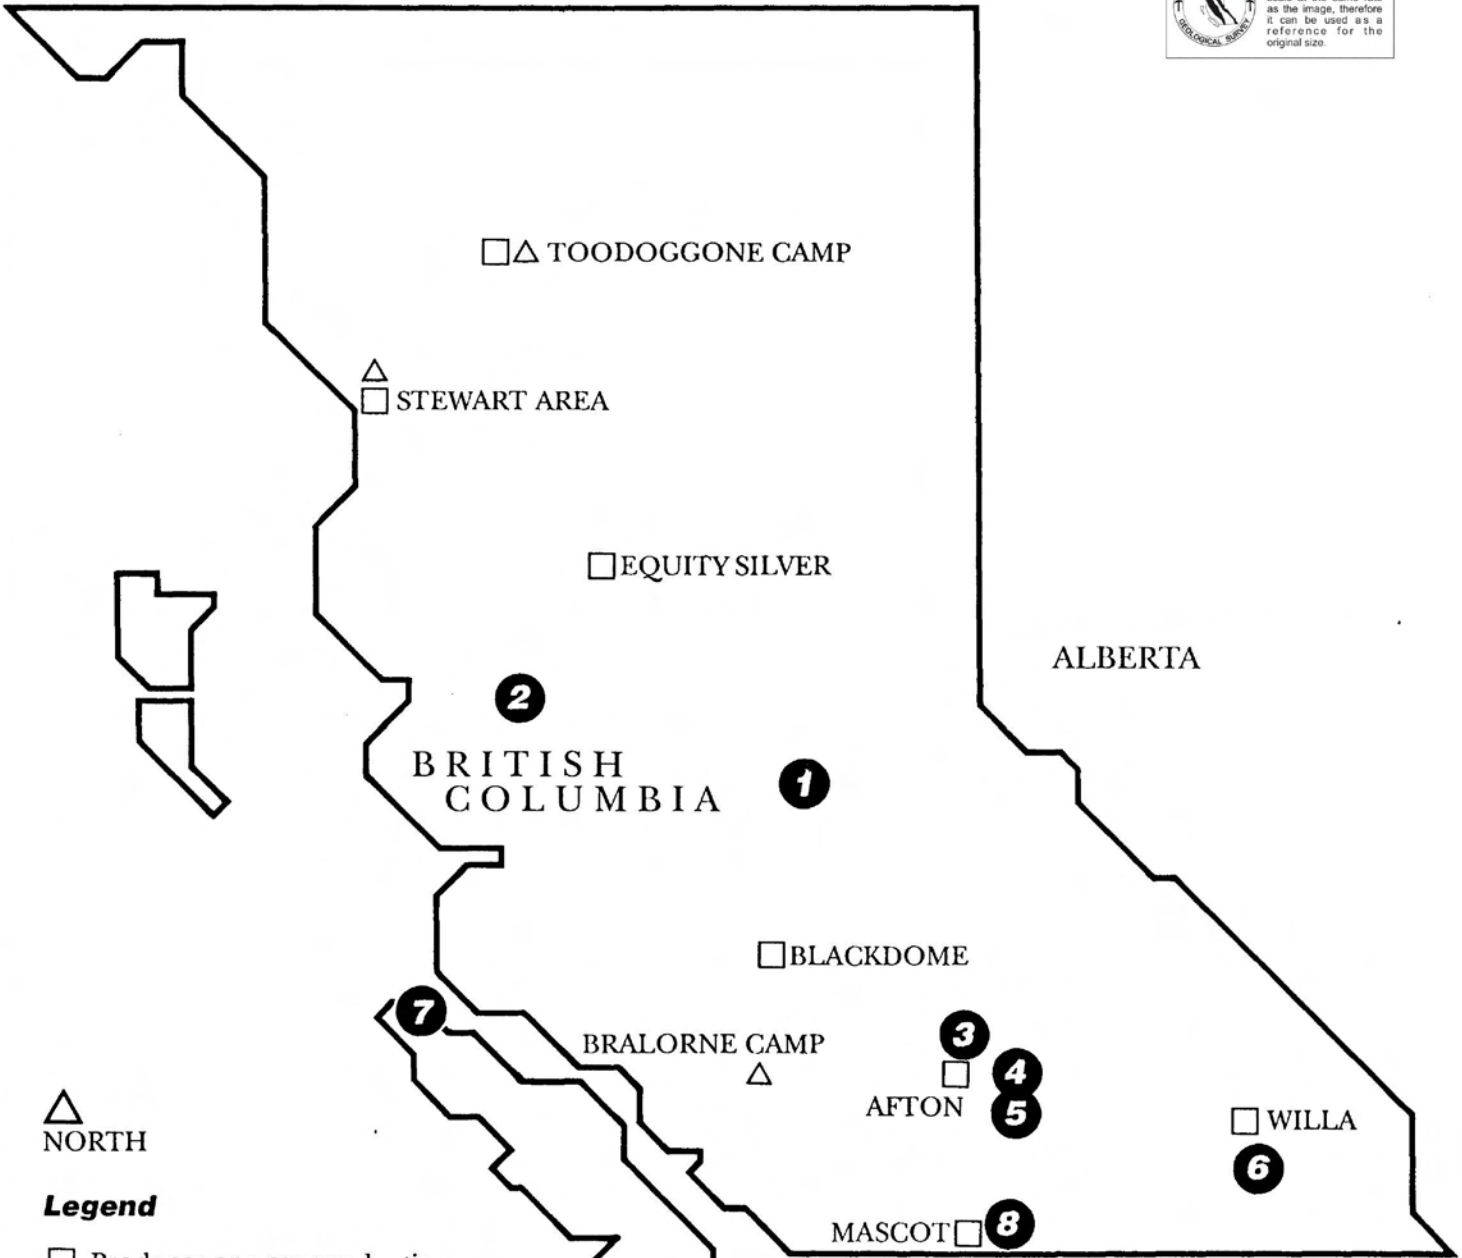 as the image, therefore
it can be used as a
reference for the
original size.
GEOLOGICAL SURVEY
TOODOGGONE CAMP
STEWART AREA
EQUITY SILVER
ALBERTA
2
BRITISH
COLUMBIA
1
BLACKDOME
7
BRALORNE CAMP
3
4
AFTON
5
WILLA
6
NORTH
Legend
MASCOT
8